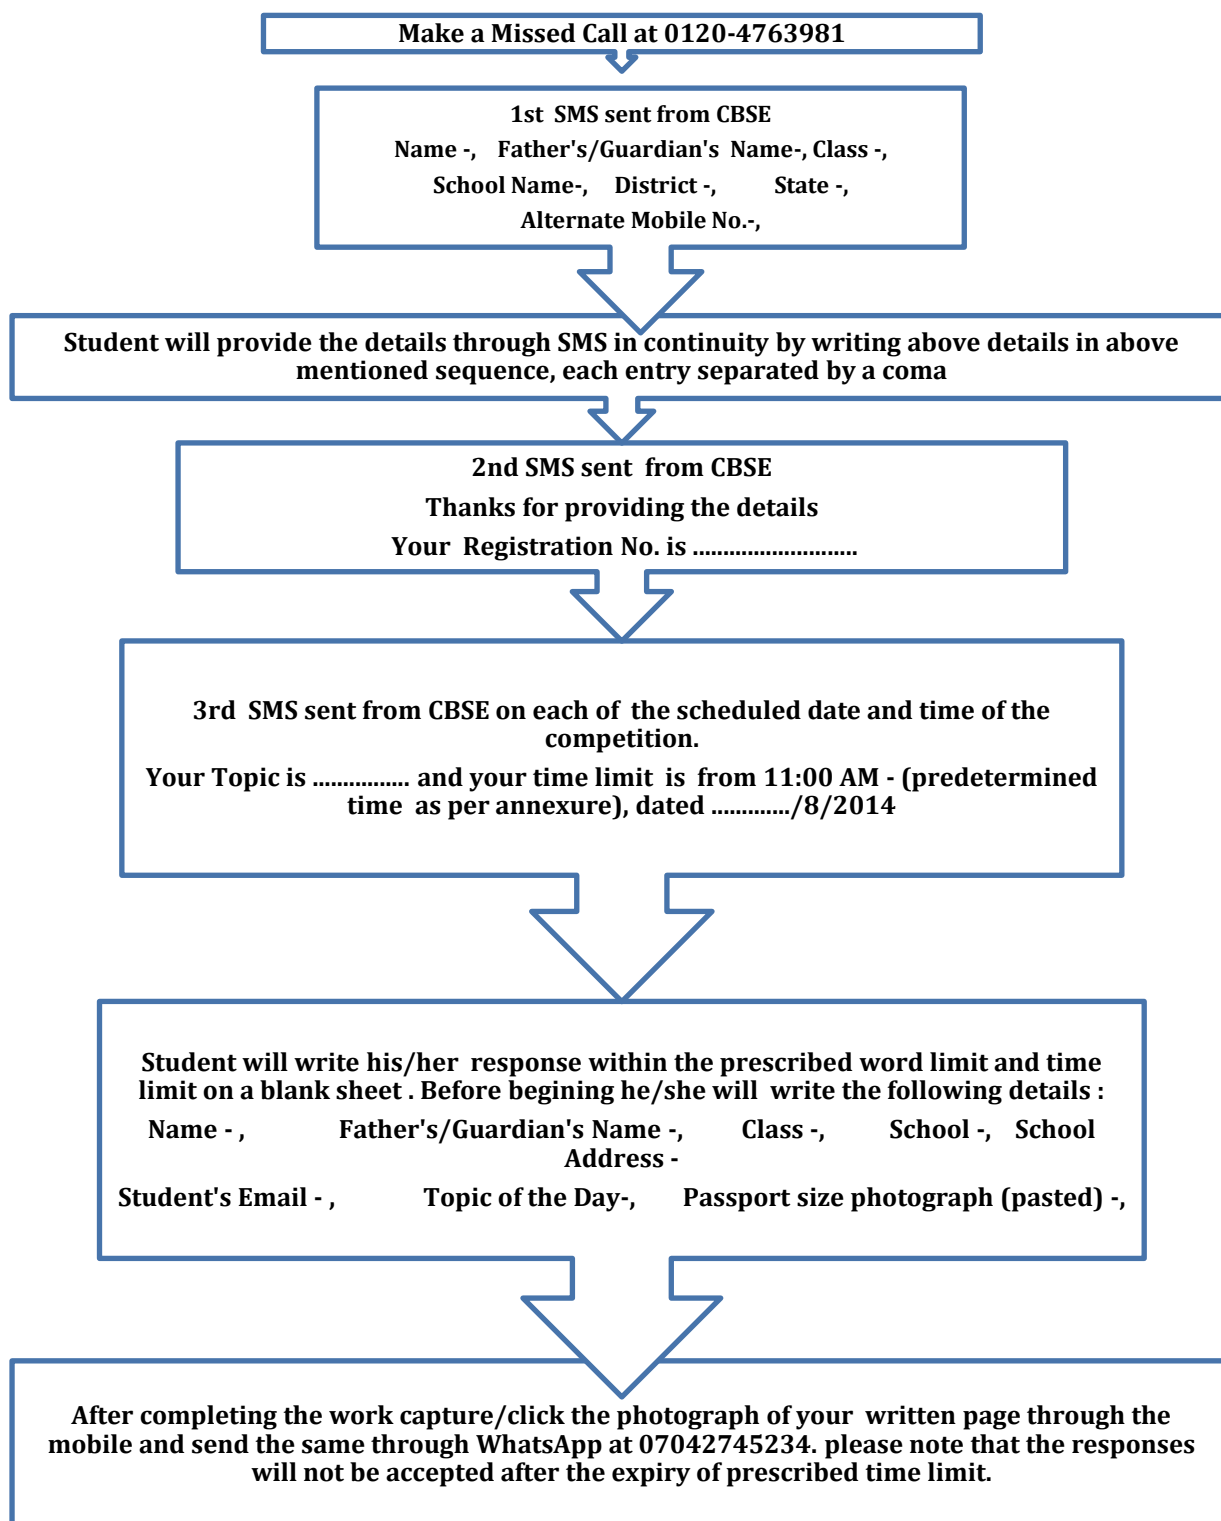 Make a Missed Call at 0120-4763981
1st SMS sent from CBSE
Name -, Father's/Guardian's Name-, Class -,
School Name-, District -, State -,
Alternate Mobile No.-,
Student will provide the details through SMS in continuity by writing above details in above
mentioned sequence, each entry separated by a coma
2nd SMS sent from CBSE
Thanks for providing the details
Your Registration No. is ...........................
3rd SMS sent from CBSE on each of the scheduled date and time of the
competition.
Your Topic is ................ and your time limit is from 11:00 AM - (predetermined
time as per annexure), dated ............./8/2014
Student will write his/her response within the prescribed word limit and time
limit on a blank sheet . Before begining he/she will write the following details :
Name - , Father's/Guardian's Name -, Class -, School -, School
Address -
Student's Email - , Topic of the Day-, Passport size photograph (pasted) -,
After completing the work capture/click the photograph of your written page through the
mobile and send the same through WhatsApp at 07042745234. please note that the responses
will not be accepted after the expiry of prescribed time limit.